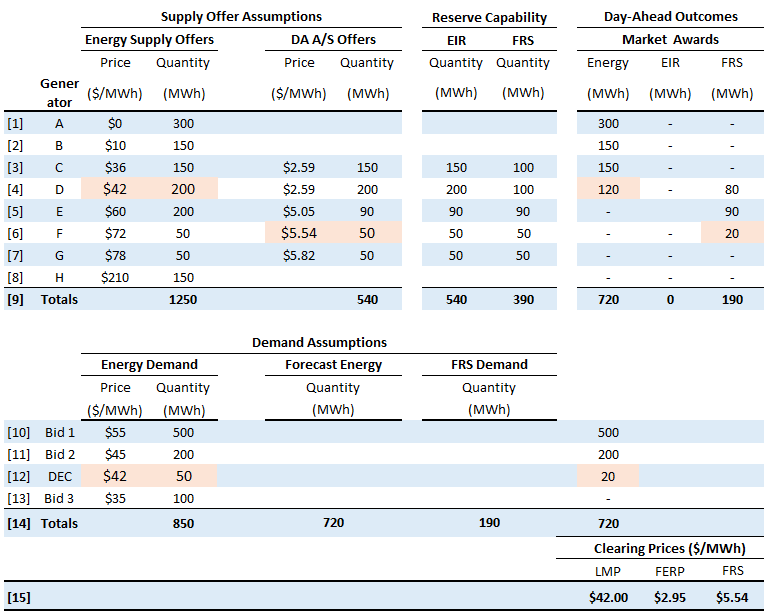 Supply Offer Assumptions Reserve Capability Day-Ahead Outcomes
Energy Supply Offers DA A/S Offers EIR FRS Market Awards
Price Quantity Price Quantity Quantity Quantity Energy EIR FRS
Gener
ator ($/MWh) (MWh) ($/MWh) (MWh) (MWh) (MWh) (MWh) (MWh) (MWh)
[1] A $0 300 300 - -
[2] B $10 150 150 - -
[3] C $36 150 $2.59 150 150 100 150 - -
[4] D $42 200 $2.59 200 200 100 120 - 80
[5] E $60 200 $5.05 90 90 90 - - 90
[6] F $72 50 $5.54 50 50 50 - - 20
[7] G $78 50 $5.82 50 50 50 - - -
[8] H $210 150 - - -
[9] Totals 1250 540 540 390 720 0 190
Demand Assumptions
Energy Demand Forecast Energy FRS Demand
Price Quantity Quantity Quantity
($/MWh) (MWh) (MWh) (MWh)
[10] Bid 1 $55 500 500
[11] Bid 2 $45 200 200
[12] DEC $42 50 20
[13] Bid 3 $35 100 -
[14] Totals 850 720 190 720
Clearing Prices ($/MWh)
LMP FERP FRS
[15] $42.00 $2.95 $5.54